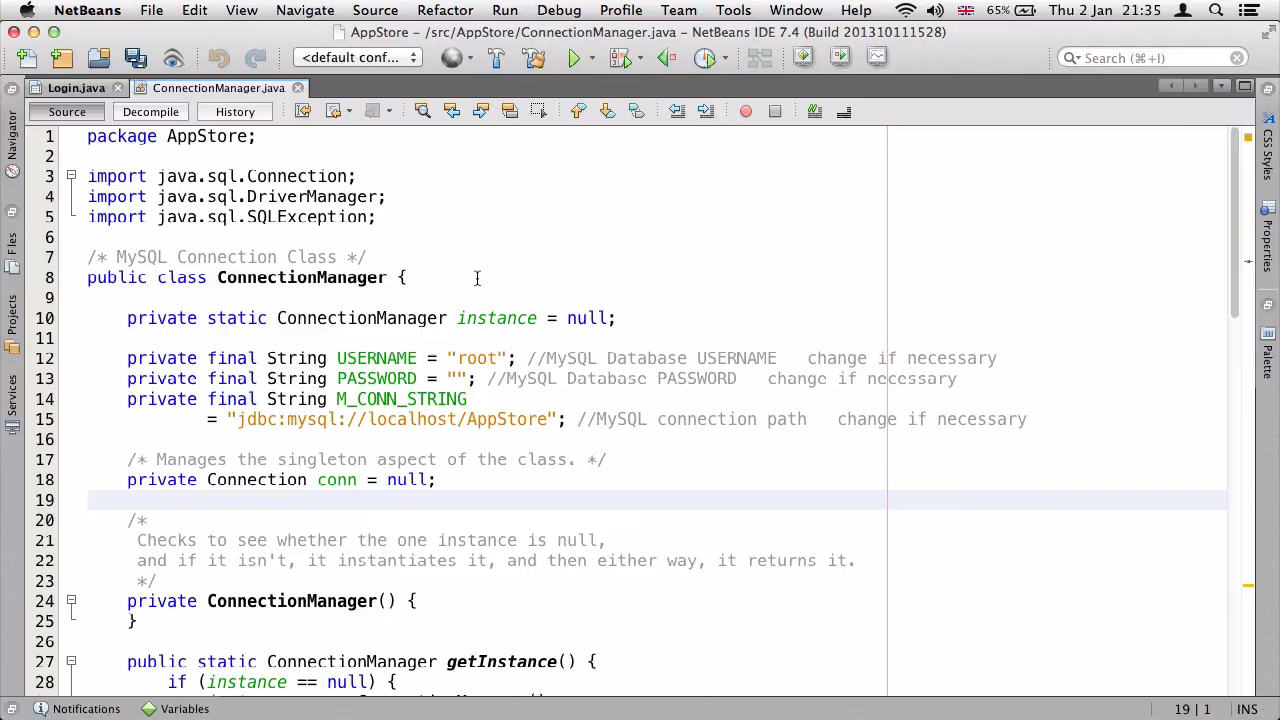 NetBeans File Edit View Navigate Source Refactor Run Debug Profile Team Tools Window Help 65% Thu 2 Jan 21:35
AppStore – /src/AppStore/ConnectionManager.java – NetBeans IDE 7.4 (Build 201310111528)
<default conf... Search (⌘+I)
Login.java ConnectionManager.java
Source Decompile History
Navigator
Files
Projects
Services
1 package AppStore;
2
3 import java.sql.Connection;
4 import java.sql.DriverManager;
5 import java.sql.SQLException;
6
7 /* MySQL Connection Class */
8 public class ConnectionManager {
9
10 private static ConnectionManager instance = null;
11
12 private final String USERNAME = "root"; //MySQL Database USERNAME change if necessary
13 private final String PASSWORD = ""; //MySQL Database PASSWORD change if necessary
14 private final String M_CONN_STRING
15 = "jdbc:mysql://localhost/AppStore"; //MySQL connection path change if necessary
16
17 /* Manages the singleton aspect of the class. */
18 private Connection conn = null;
19
20 /*
21 Checks to see whether the one instance is null,
22 and if it isn't, it instantiates it, and then either way, it returns it.
23 */
24 private ConnectionManager() {
25 }
26
27 public static ConnectionManager getInstance() {
28 if (instance == null) {
CSS Styles
Properties
Palette
Notifications Variables 19 | 1 INS